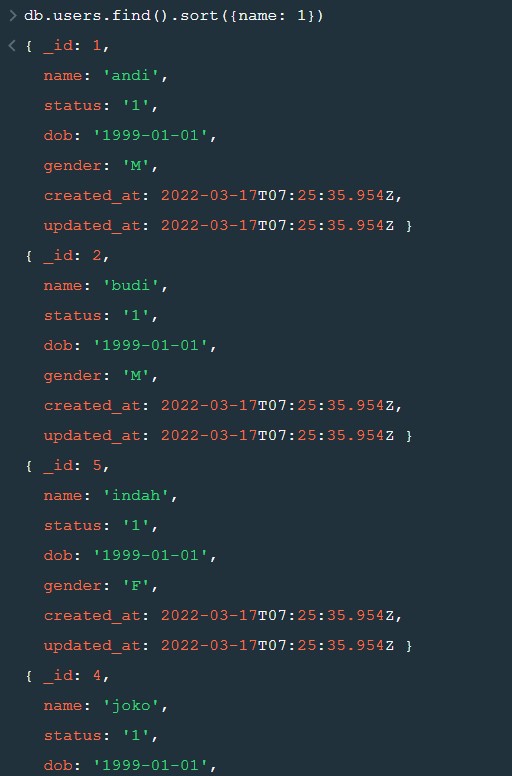 > db.users.find().sort({name: 1})
< { _id: 1,
name: 'andi',
status: '1',
dob: '1999-01-01',
gender: 'M',
created_at: 2022-03-17T07:25:35.954Z,
updated_at: 2022-03-17T07:25:35.954Z }
{ _id: 2,
name: 'budi',
status: '1',
dob: '1999-01-01',
gender: 'M',
created_at: 2022-03-17T07:25:35.954Z,
updated_at: 2022-03-17T07:25:35.954Z }
{ _id: 5,
name: 'indah',
status: '1',
dob: '1999-01-01',
gender: 'F',
created_at: 2022-03-17T07:25:35.954Z,
updated_at: 2022-03-17T07:25:35.954Z }
{ _id: 4,
name: 'joko',
status: '1',
dob: '1999-01-01',